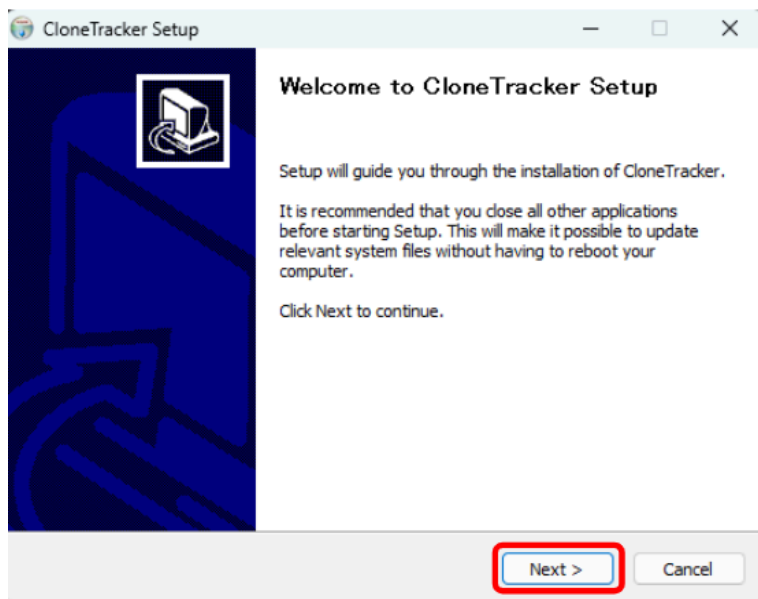 CloneTracker Setup
Welcome to CloneTracker Setup
Setup will guide you through the installation of CloneTracker.
It is recommended that you close all other applications
before starting Setup. This will make it possible to update
relevant system files without having to reboot your
computer.
Click Next to continue.
Next >
Cancel